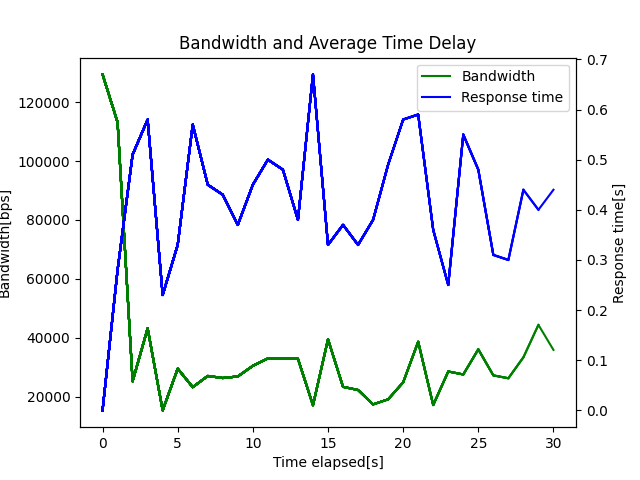 Bandwidth and Average Time Delay
Bandwidth
Response time
120000
100000
80000
60000
40000
20000
Bandwidth[bps]
0.7
0.6
0.5
0.4
0.3
0.2
0.1
0.0
Response time[s]
0 5 10 15 20 25 30
Time elapsed[s]